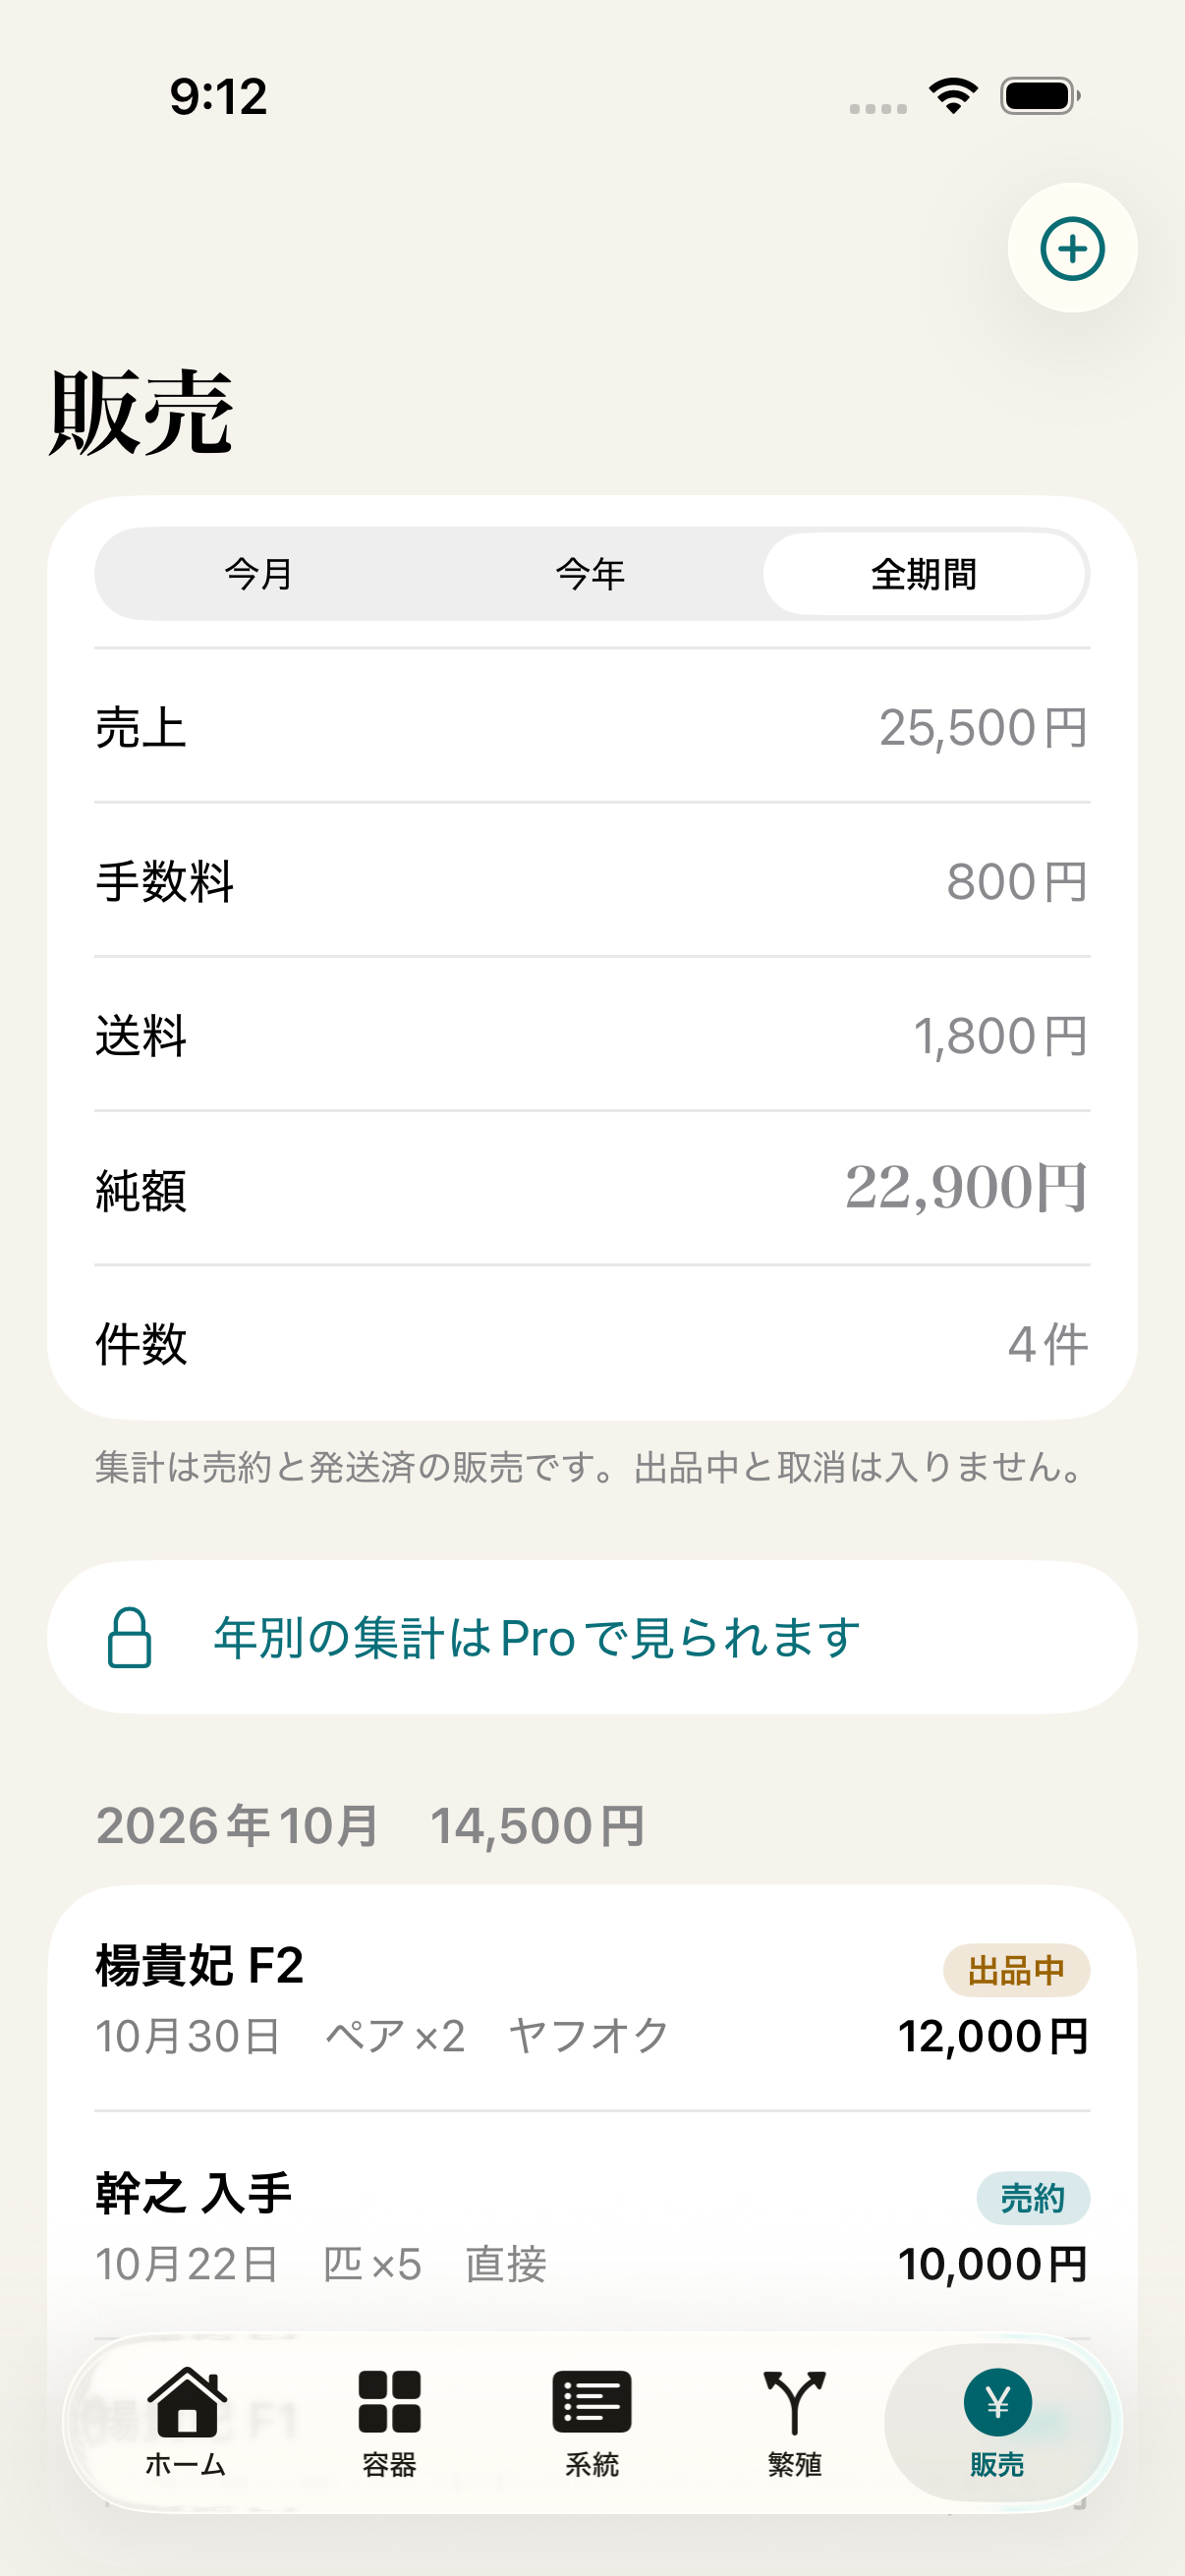 9:12
販売
今月 今年 全期間
売上 25,500円
手数料 800円
送料 1,800円
純額 22,900円
件数 4件
集計は売約と発送済の販売です。出品中と取消は入りません。
年別の集計はProで見られます
2026年10月 14,500円
楊貴妃 F2 出品中
10月30日 ペア×2 ヤフオク 12,000円
幹之 入手 売約
10月22日 匹×5 直接 10,000円
楊貴妃 F1
ホーム 容器 系統 繁殖 販売